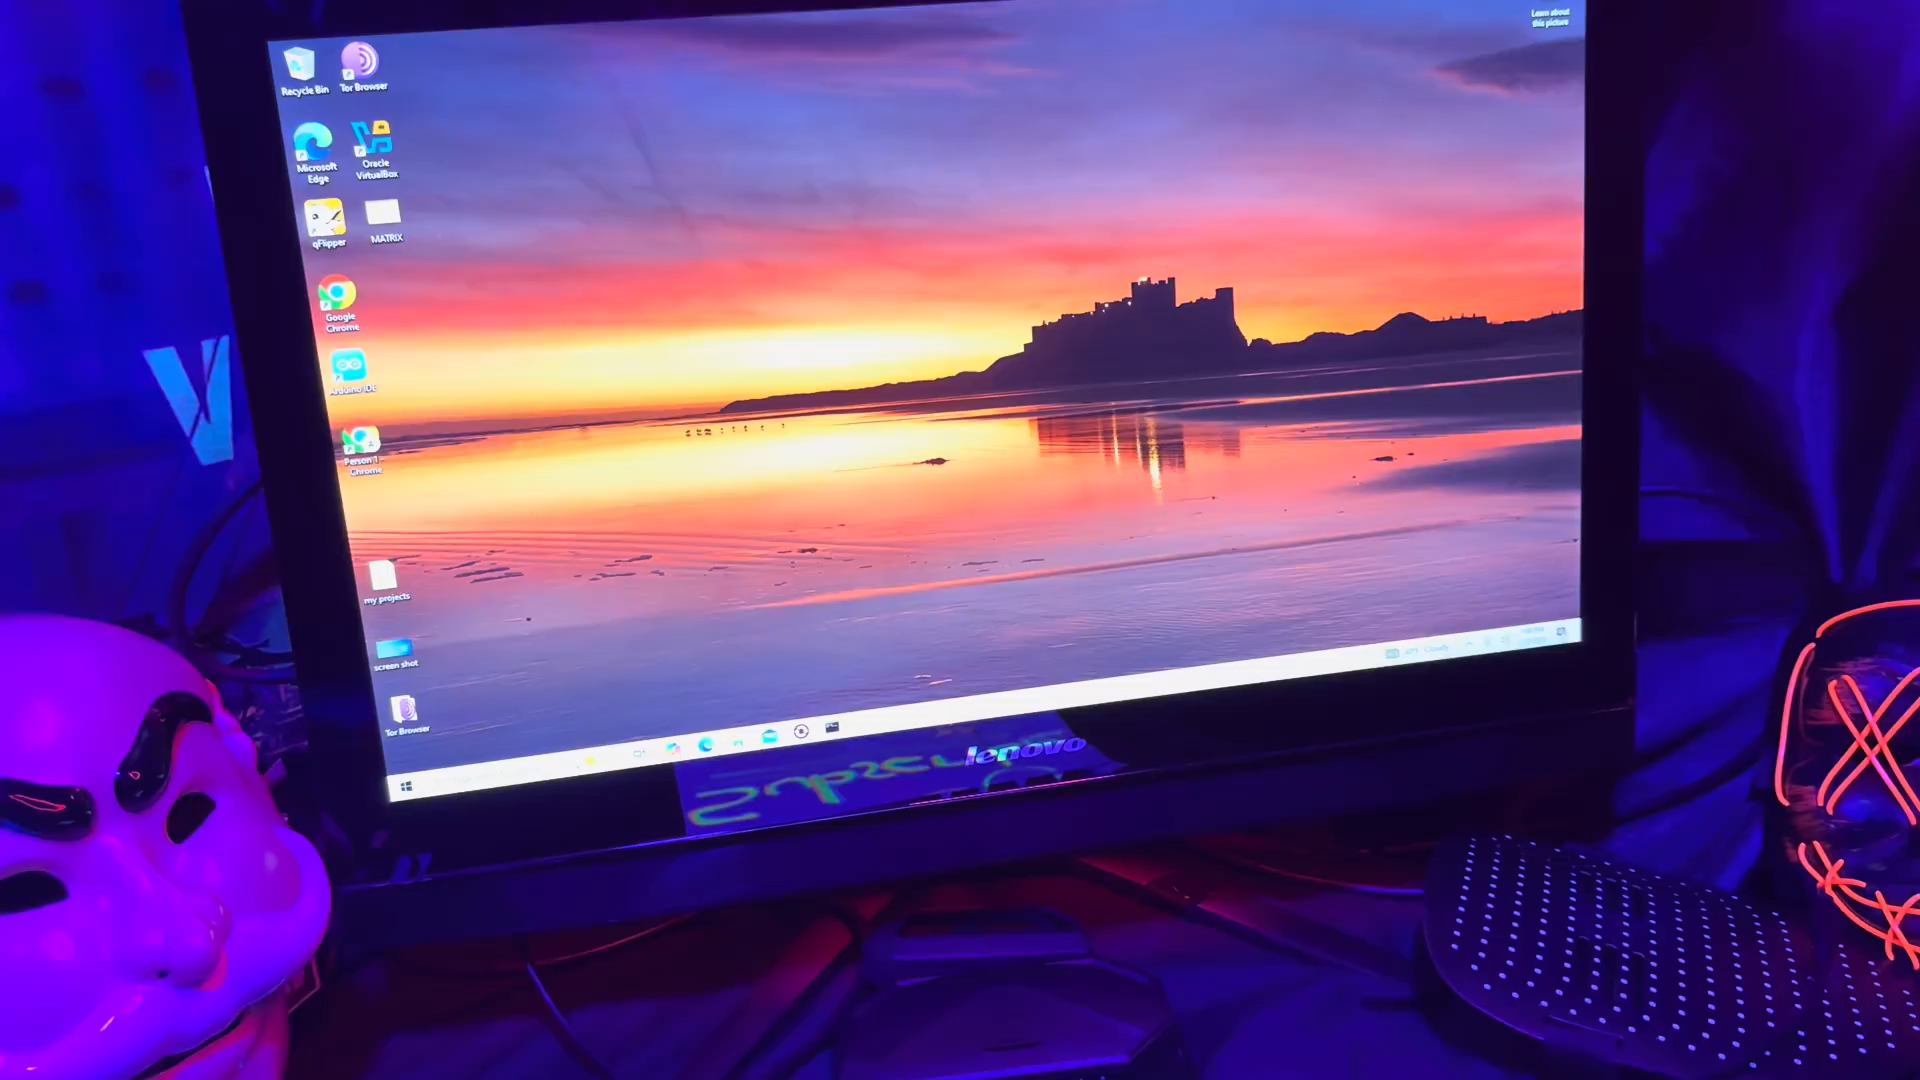 Learn about
this picture
Recycle Bin
Tor Browser
Microsoft
Edge
Oracle
VirtualBox
qFlipper
MATRIX
Google
Chrome
Arduino IDE
Person 1 -
Chrome
my projects
screen shot
Tor Browser
Cloudy
lenovo